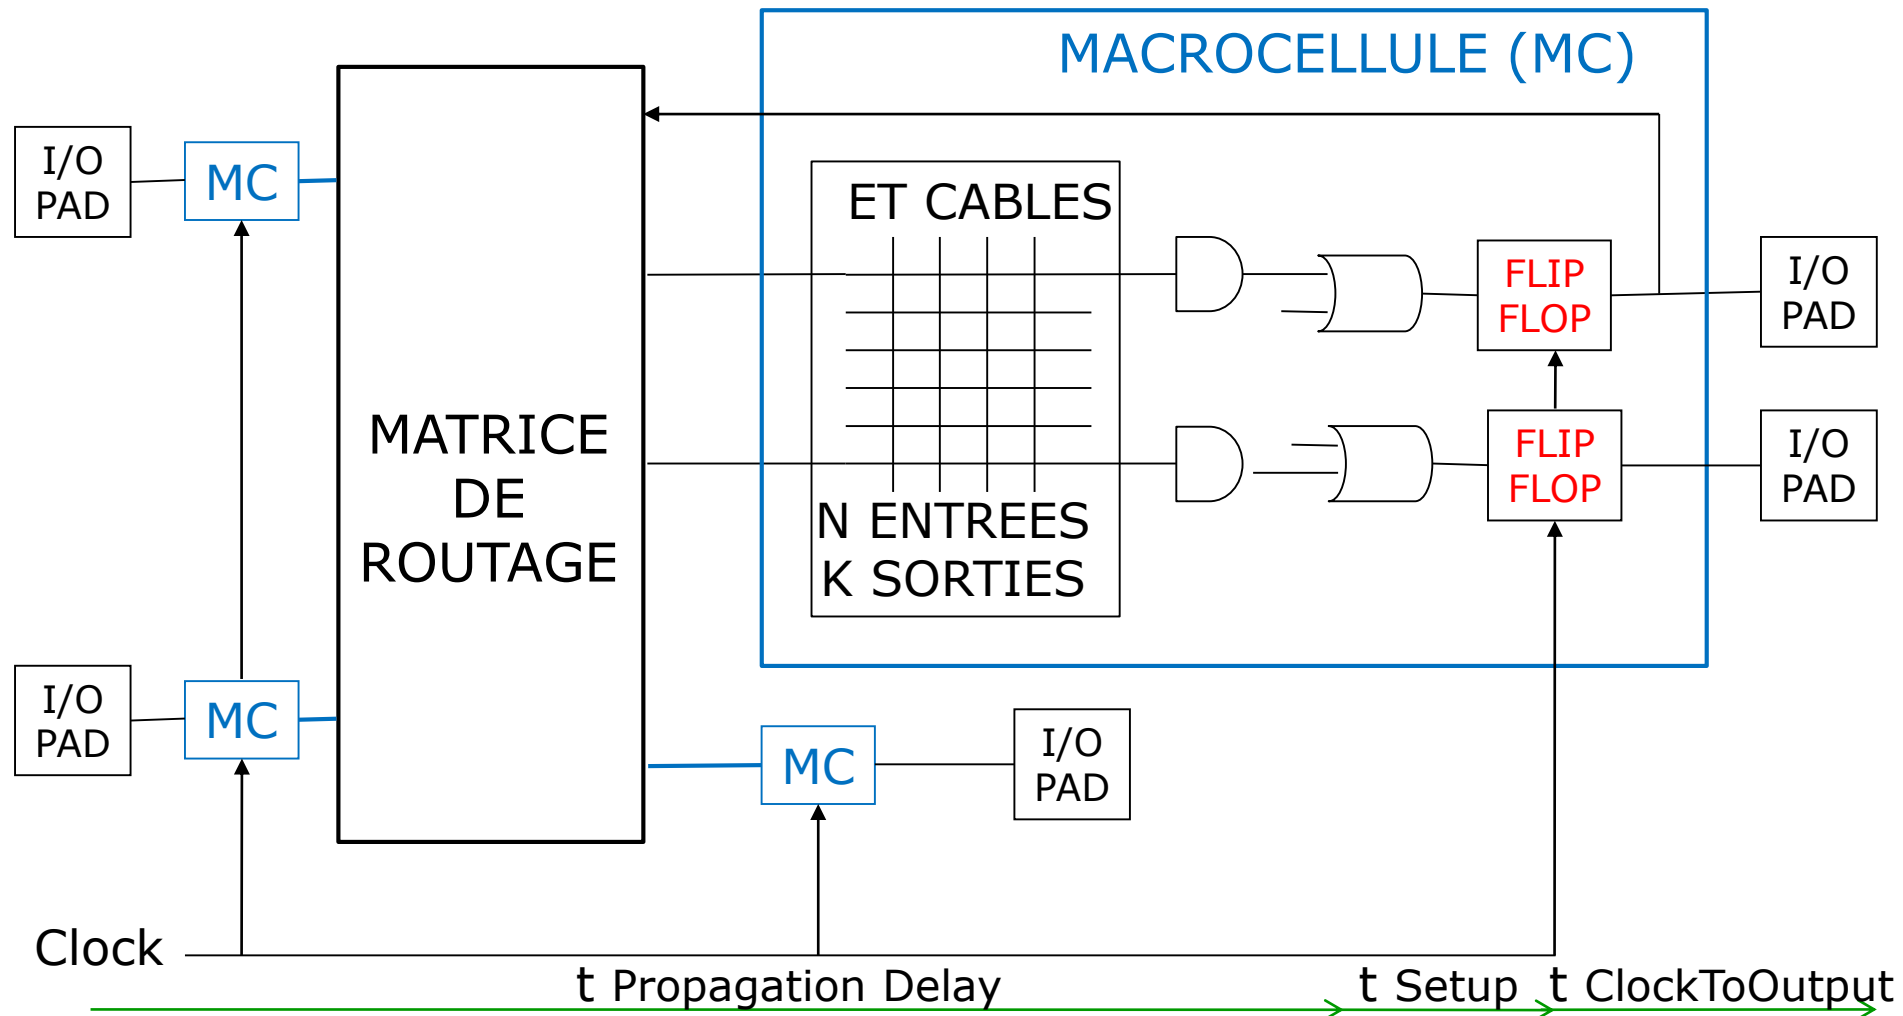 MACROCELLULE (MC)
I/O
PAD
MC
ET CABLES
FLIP
FLOP
I/O
PAD
MATRICE
DE
ROUTAGE
FLIP
FLOP
I/O
PAD
N ENTREES
K SORTIES
I/O
PAD
MC
MC
I/O
PAD
Clock
t Propagation Delay
t Setup
t ClockToOutput